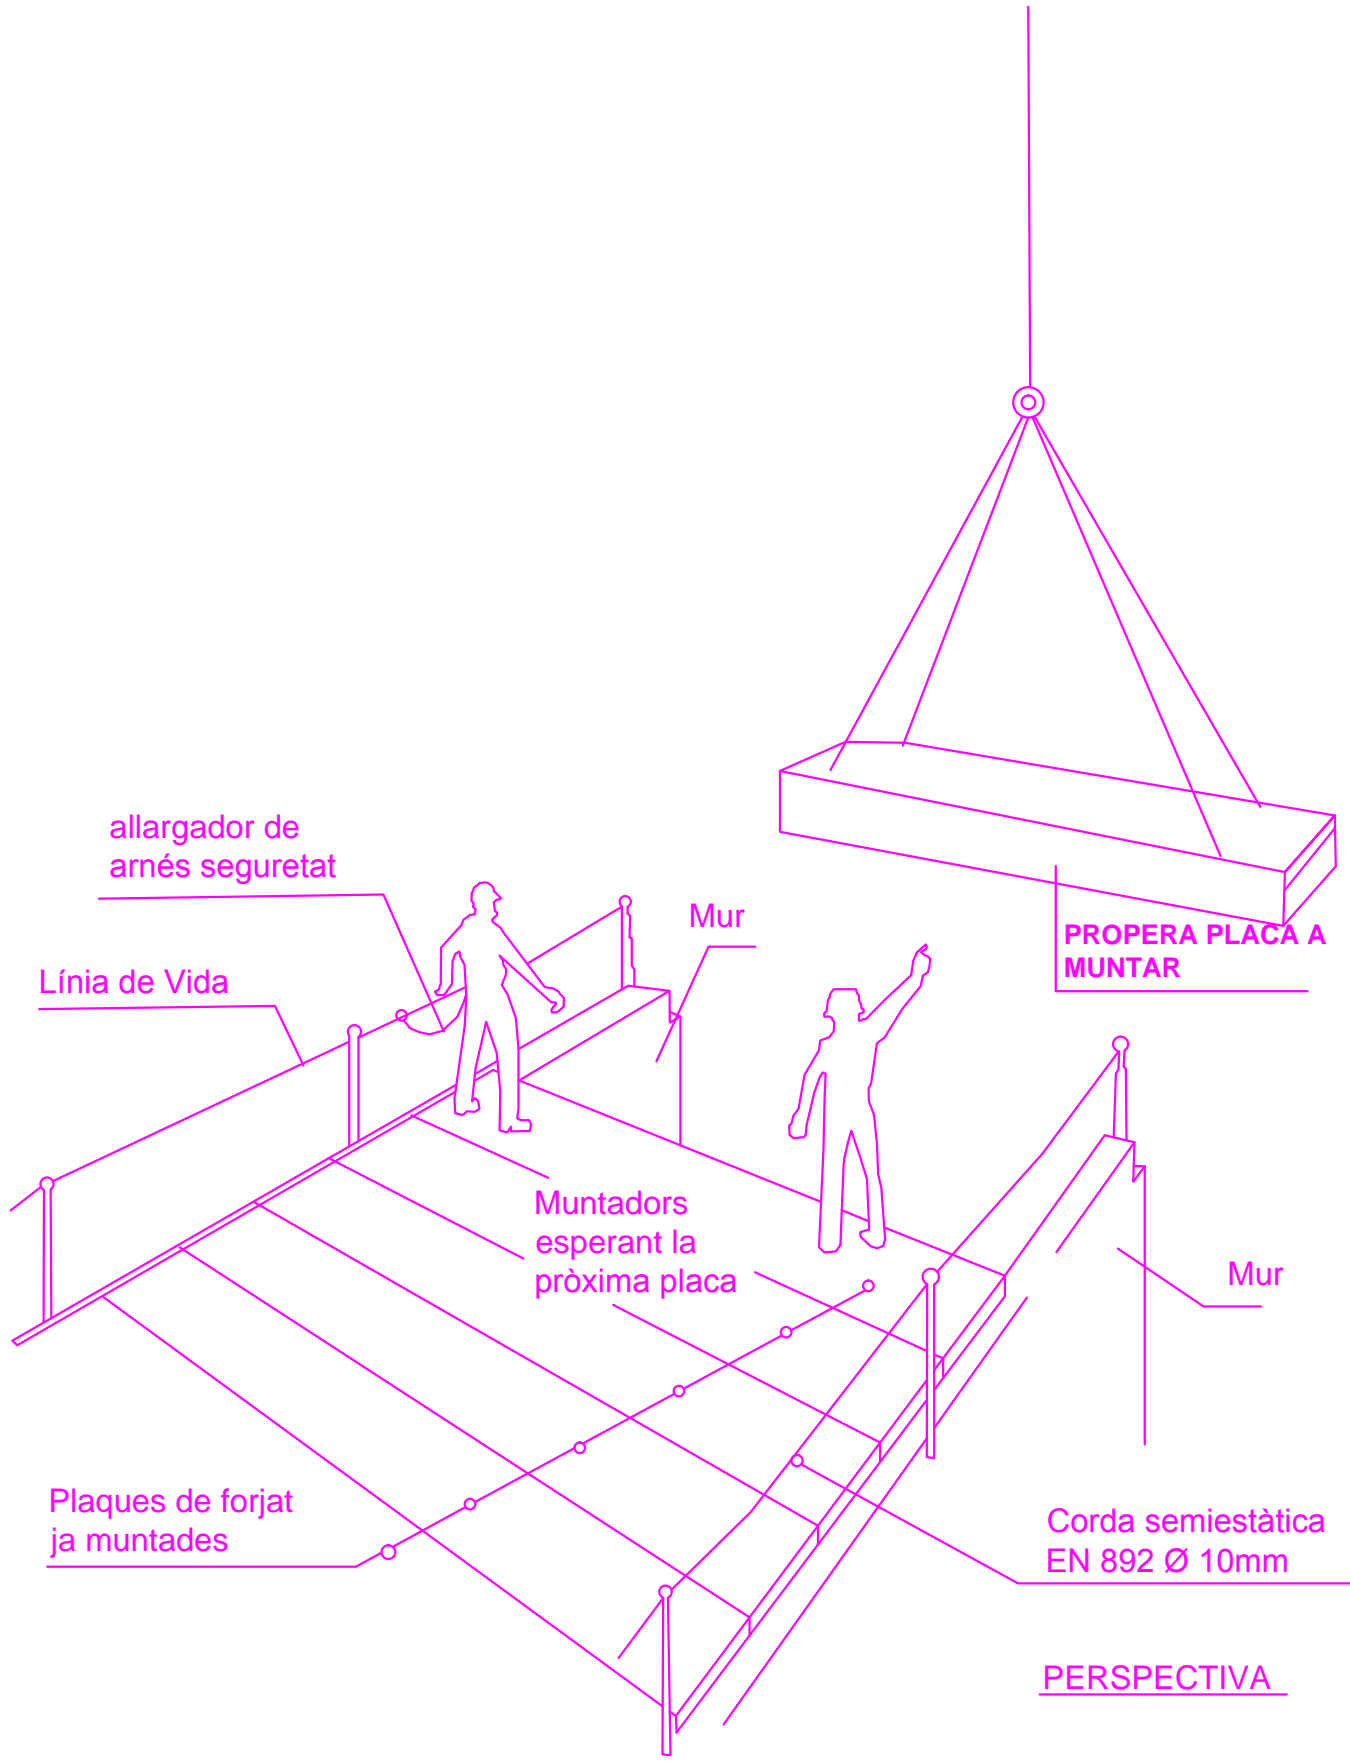 allargador de
arnés seguretat
Mur
PROPERA PLACA A
MUNTAR
Línia de Vida
Muntadors
esperant la
pròxima placa
Mur
Plaques de forjat
ja muntades
Corda semiestàtica
EN 892 Ø 10mm
PERSPECTIVA